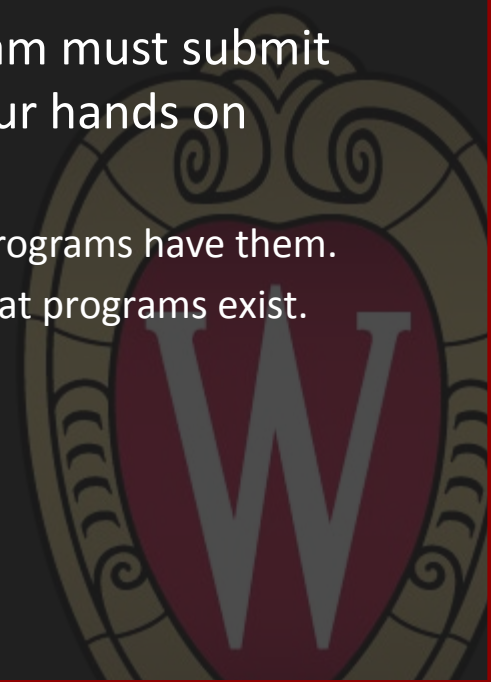 am must submit
ur hands on
rograms have them.
at programs exist.
W